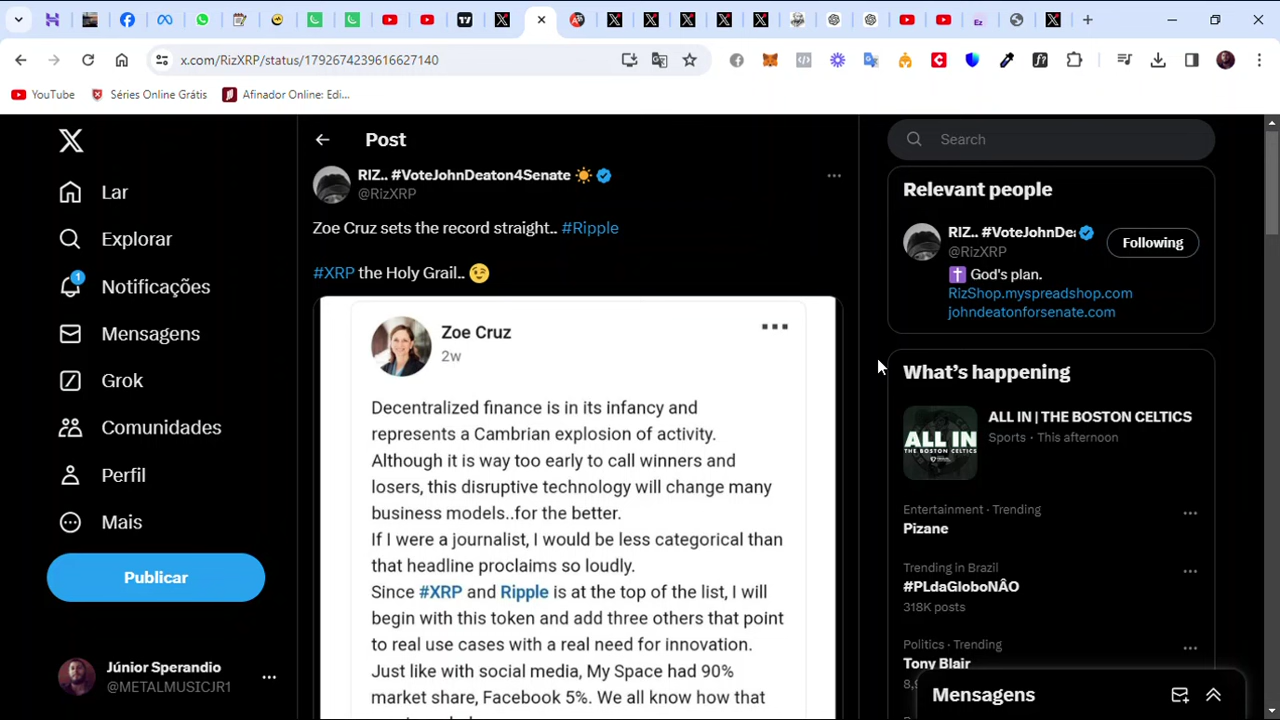 x.com/RizXRP/status/1792674239616627140
YouTube
Séries Online Grátis
Afinador Online: Edi...
Lar
Explorar
1
Notificações
Mensagens
Grok
Comunidades
Perfil
Mais
Publicar
Júnior Sperandio
@METALMUSICJR1
Post
RIZ.. #VoteJohnDeaton4Senate
@RizXRP
Zoe Cruz sets the record straight.. #Ripple
#XRP the Holy Grail.. 😉
Zoe Cruz
2w
Decentralized finance is in its infancy and
represents a Cambrian explosion of activity.
Although it is way too early to call winners and
losers, this disruptive technology will change many
business models..for the better.
If I were a journalist, I would be less categorical than
that headline proclaims so loudly.
Since #XRP and Ripple is at the top of the list, I will
begin with this token and add three others that point
to real use cases with a real need for innovation.
Just like with social media, My Space had 90%
market share, Facebook 5%. We all know how that
Search
Relevant people
RIZ.. #VoteJohnDea
@RizXRP
Following
✝️ God's plan.
RizShop.myspreadshop.com
johndeatonforsenate.com
What's happening
ALL IN
THE BOSTON CELTICS
ALL IN | THE BOSTON CELTICS
Sports · This afternoon
Entertainment · Trending
Pizane
Trending in Brazil
#PLdaGloboNÃO
318K posts
Politics · Trending
Tony Blair
Mensagens